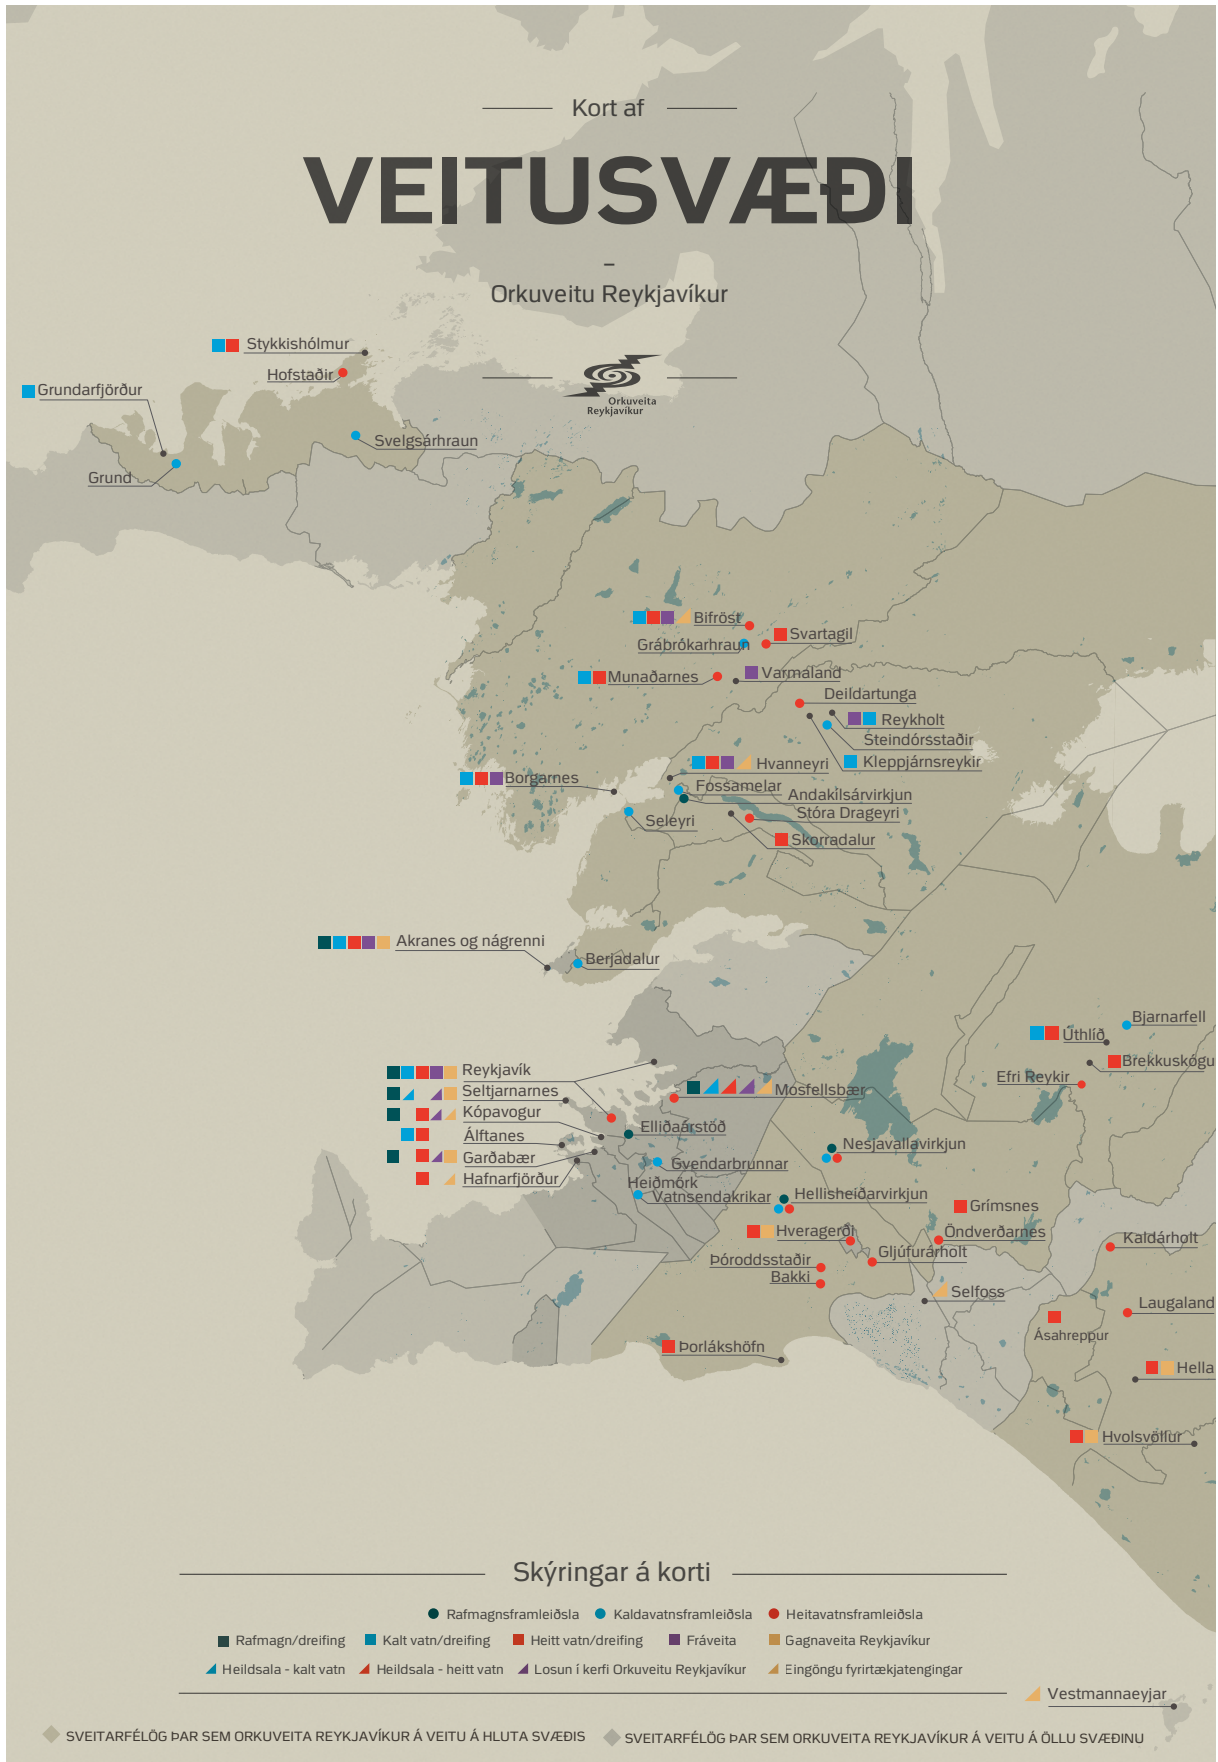 Kort af
VEITUSVÆÐI
–
Orkuveitu Reykjavíkur
Orkuveita
Reykjavíkur
Stykkishólmur
Hofstaðir
Grundarfjörður
Svelgsárhraun
Grund
Bifröst
Svartagil
Grábrókarhraun
Munaðarnes
Varmaland
Deildartunga
Reykholt
Steindórsstaðir
Kleppjárnsreykir
Hvanneyri
Borgarnes
Fossamelar
Andakílsárvirkjun
Stóra Drageyri
Seleyri
Skorradalur
Akranes og nágrenni
Berjadalur
Bjarnarfell
Úthlíð
Brekkuskógu
Efri Reykir
Reykjavík
Seltjarnarnes
Mosfellsbær
Kópavogur
Elliðaárstöð
Álftanes
Nesjavallavirkjun
Garðabær
Gvendarbrunnar
Hafnarfjörður
Heiðmörk
Vatnsendakrikar
Hellisheiðarvirkjun
Grímsnes
Hveragerði
Öndverðarnes
Kaldárholt
Gljúfurárholt
Þóroddsstaðir
Bakki
Selfoss
Laugaland
Ásahreppur
Þorlákshöfn
Hella
Hvolsvöllur
Skýringar á korti
Rafmagnsframleiðsla Kaldavatnsframleiðsla Heitavatnsframleiðsla
Rafmagn/dreifing Kalt vatn/dreifing Heitt vatn/dreifing Fráveita Gagnaveita Reykjavíkur
Heildsala - kalt vatn Heildsala - heitt vatn Losun í kerfi Orkuveitu Reykjavíkur Eingöngu fyrirtækjatengingar
Vestmannaeyjar
SVEITARFÉLÖG ÞAR SEM ORKUVEITA REYKJAVÍKUR Á VEITU Á HLUTA SVÆÐIS SVEITARFÉLÖG ÞAR SEM ORKUVEITA REYKJAVÍKUR Á VEITU Á ÖLLU SVÆÐINU